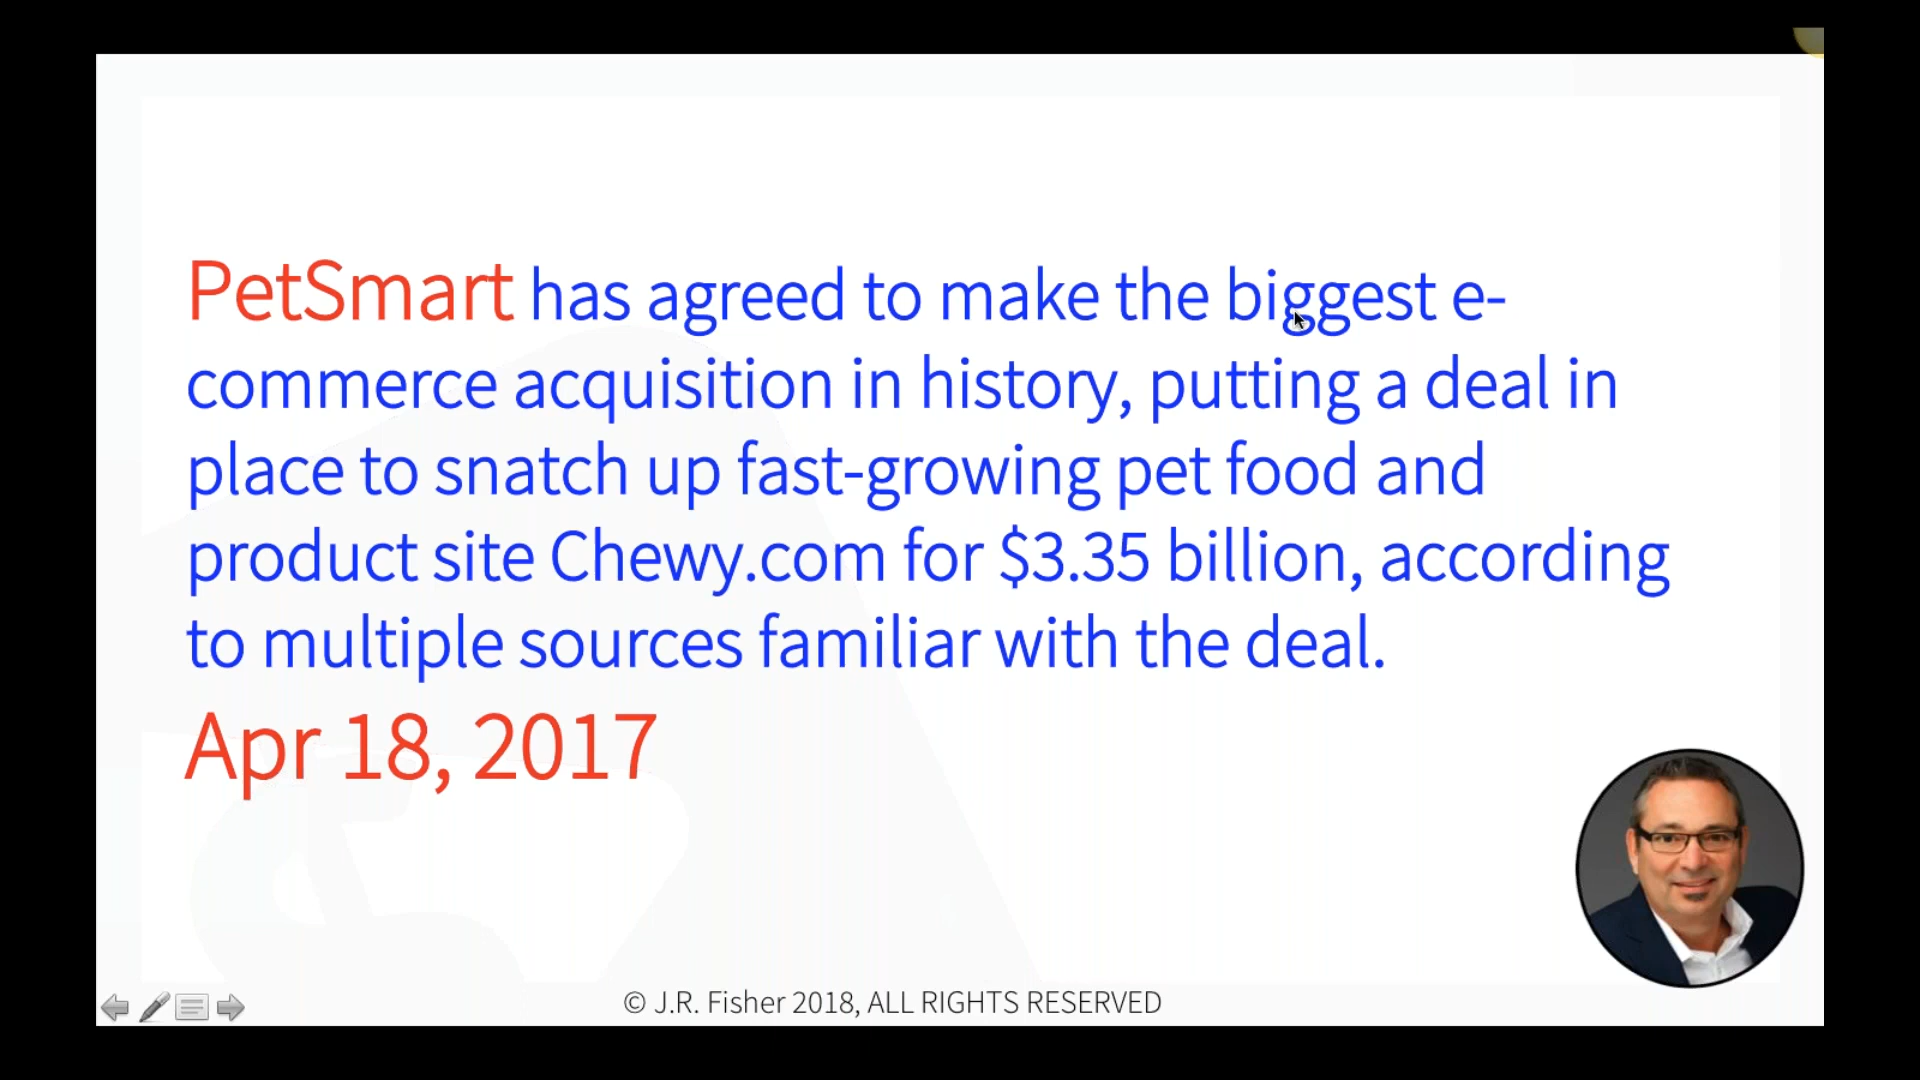 PetSmart has agreed to make the biggest e-
commerce acquisition in history, putting a deal in
place to snatch up fast-growing pet food and
product site Chewy.com for $3.35 billion, according
to multiple sources familiar with the deal.
Apr 18, 2017
© J.R. Fisher 2018, ALL RIGHTS RESERVED